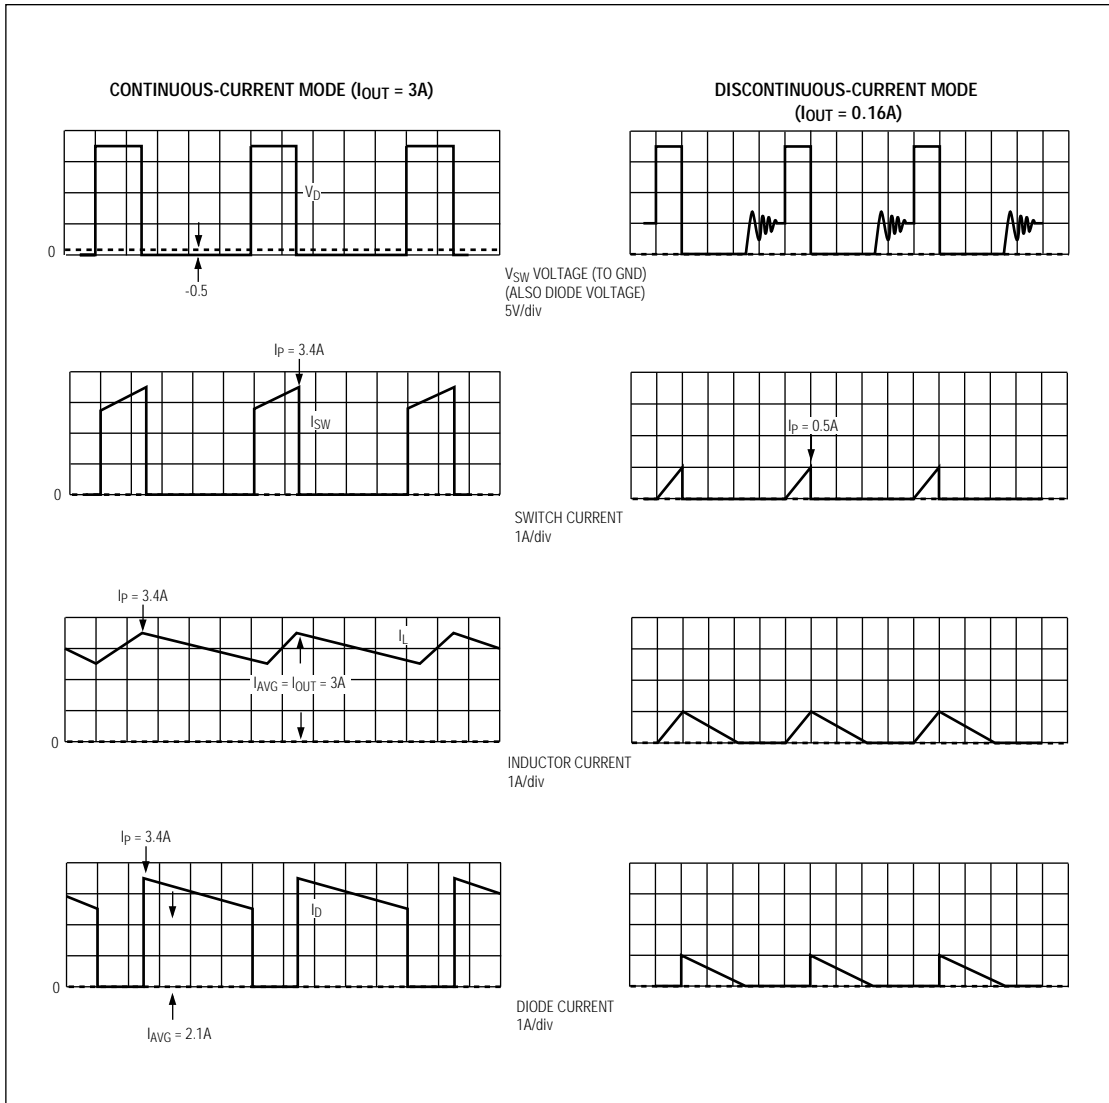 CONTINUOUS-CURRENT MODE (IOUT = 3A)
DISCONTINUOUS-CURRENT MODE
(IOUT = 0.16A)
VD
0
-0.5
VSW VOLTAGE (TO GND)
(ALSO DIODE VOLTAGE)
5V/div
IP = 3.4A
ISW
0
IP = 0.5A
SWITCH CURRENT
1A/div
IP = 3.4A
IL
IAVG = IOUT = 3A
0
INDUCTOR CURRENT
1A/div
IP = 3.4A
ID
0
IAVG = 2.1A
DIODE CURRENT
1A/div